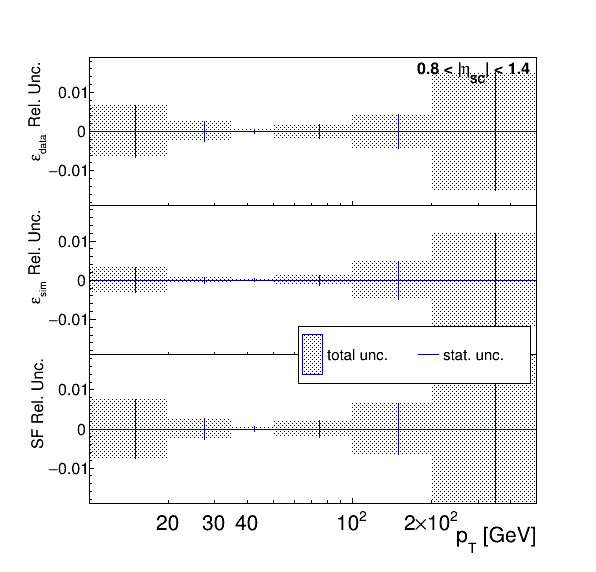 0.8 < |η_sc| < 1.4
ε_data Rel. Unc.
0.01
0
−0.01
ε_sim Rel. Unc.
0.01
0
−0.01
total unc.
stat. unc.
SF Rel. Unc.
0.01
0
−0.01
20 30 40 10² 2×10²
p_T [GeV]